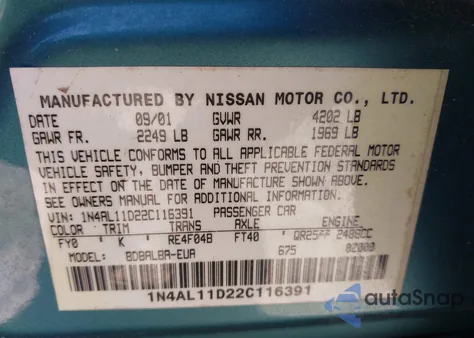 MANUFACTURED BY NISSAN MOTOR CO., LTD.
DATE 09/01 GVWR 4202 LB
GAWR FR. 2249 LB GAWR RR. 1969 LB
THIS VEHICLE CONFORMS TO ALL APPLICABLE FEDERAL MOTOR
VEHICLE SAFETY, BUMPER AND THEFT PREVENTION STANDARDS
IN EFFECT ON THE DATE OF MANUFACTURE SHOWN ABOVE.
SEE OWNERS MANUAL FOR ADDITIONAL INFORMATION.
VIN: 1N4AL11D22C116391 PASSENGER CAR
COLOR TRIM TRANS AXLE ENGINE
FY0 K RE4F04B FT40 QR25 2488CC
MODEL: BDBALBA-EUA 675 02000
1N4AL11D22C116391
autaSnap